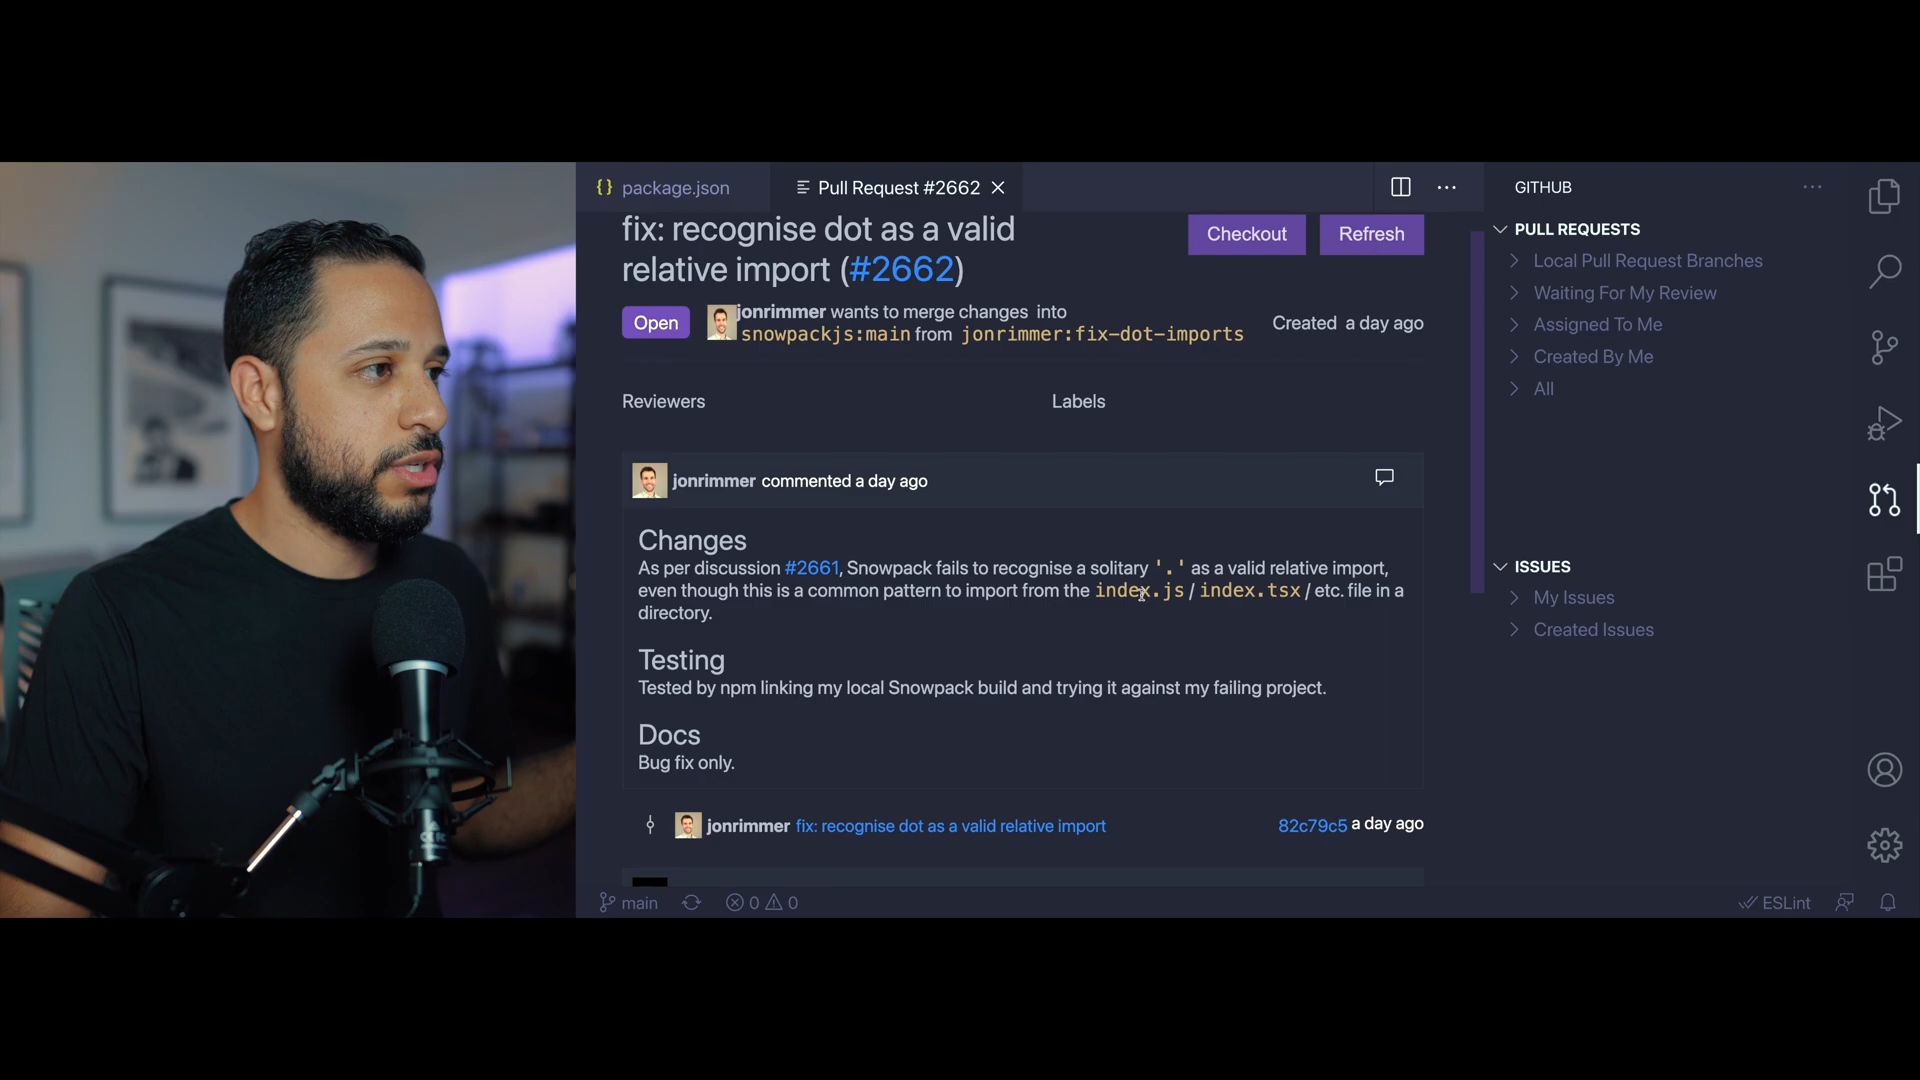 package.json
Pull Request #2662
GITHUB
fix: recognise dot as a valid
relative import (#2662)
Checkout
Refresh
Open
jonrimmer wants to merge changes into
snowpackjs:main from jonrimmer:fix-dot-imports
Created a day ago
Reviewers
Labels
jonrimmer commented a day ago
Changes
As per discussion #2661, Snowpack fails to recognise a solitary '.' as a valid relative import,
even though this is a common pattern to import from the index.js / index.tsx / etc. file in a
directory.
Testing
Tested by npm linking my local Snowpack build and trying it against my failing project.
Docs
Bug fix only.
jonrimmer fix: recognise dot as a valid relative import
82c79c5 a day ago
PULL REQUESTS
Local Pull Request Branches
Waiting For My Review
Assigned To Me
Created By Me
All
ISSUES
My Issues
Created Issues
main
0
0
ESLint